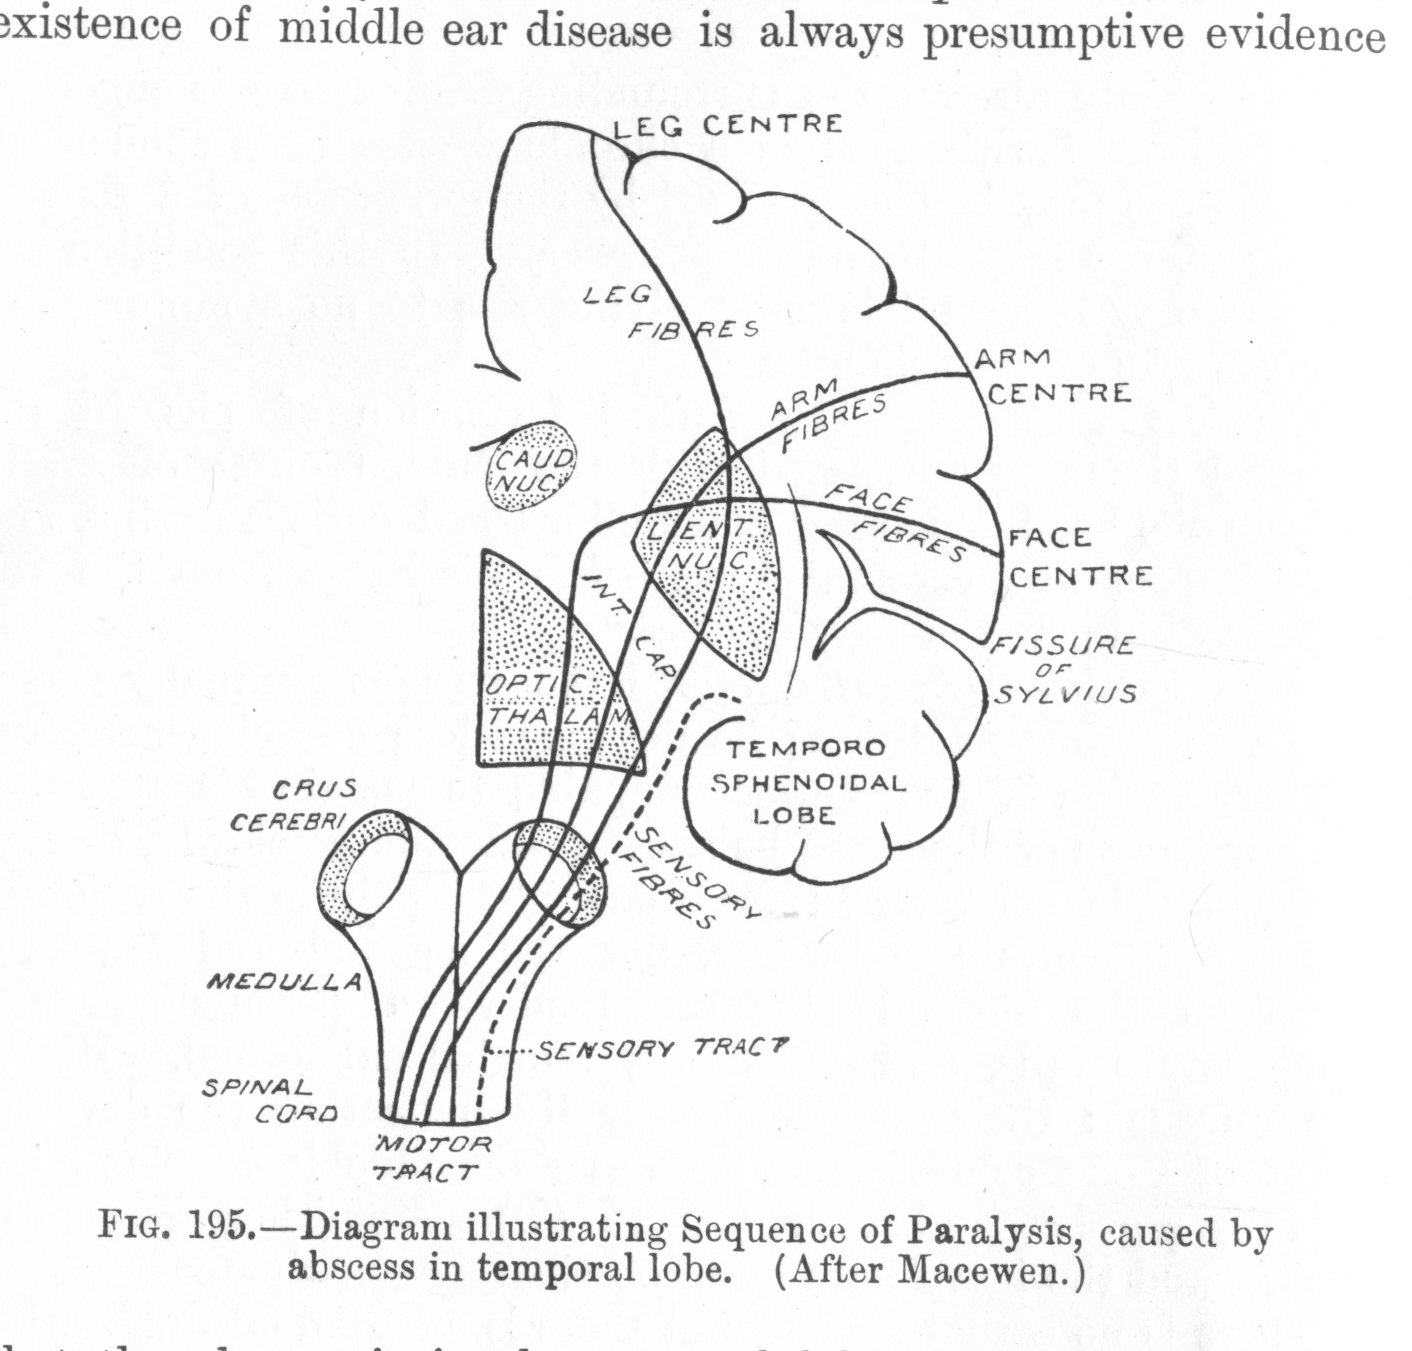 existence of middle ear disease is always presumptive evidence
LEG CENTRE
LEG
FIBRES
ARM
CENTRE
ARM
FIBRES
CAUD.
NUC.
FACE
FIBRES
LENT.
NUC.
FACE
CENTRE
INT.
CAP.
FISSURE
OF
SYLVIUS
OPTIC.
THALAM.
TEMPORO
SPHENOIDAL
LOBE
CRUS
CEREBRI
SENSORY
FIBRES
MEDULLA
SENSORY TRACT
SPINAL
CORD
MOTOR
TRACT
FIG. 195.—Diagram illustrating Sequence of Paralysis, caused by
abscess in temporal lobe. (After Macewen.)